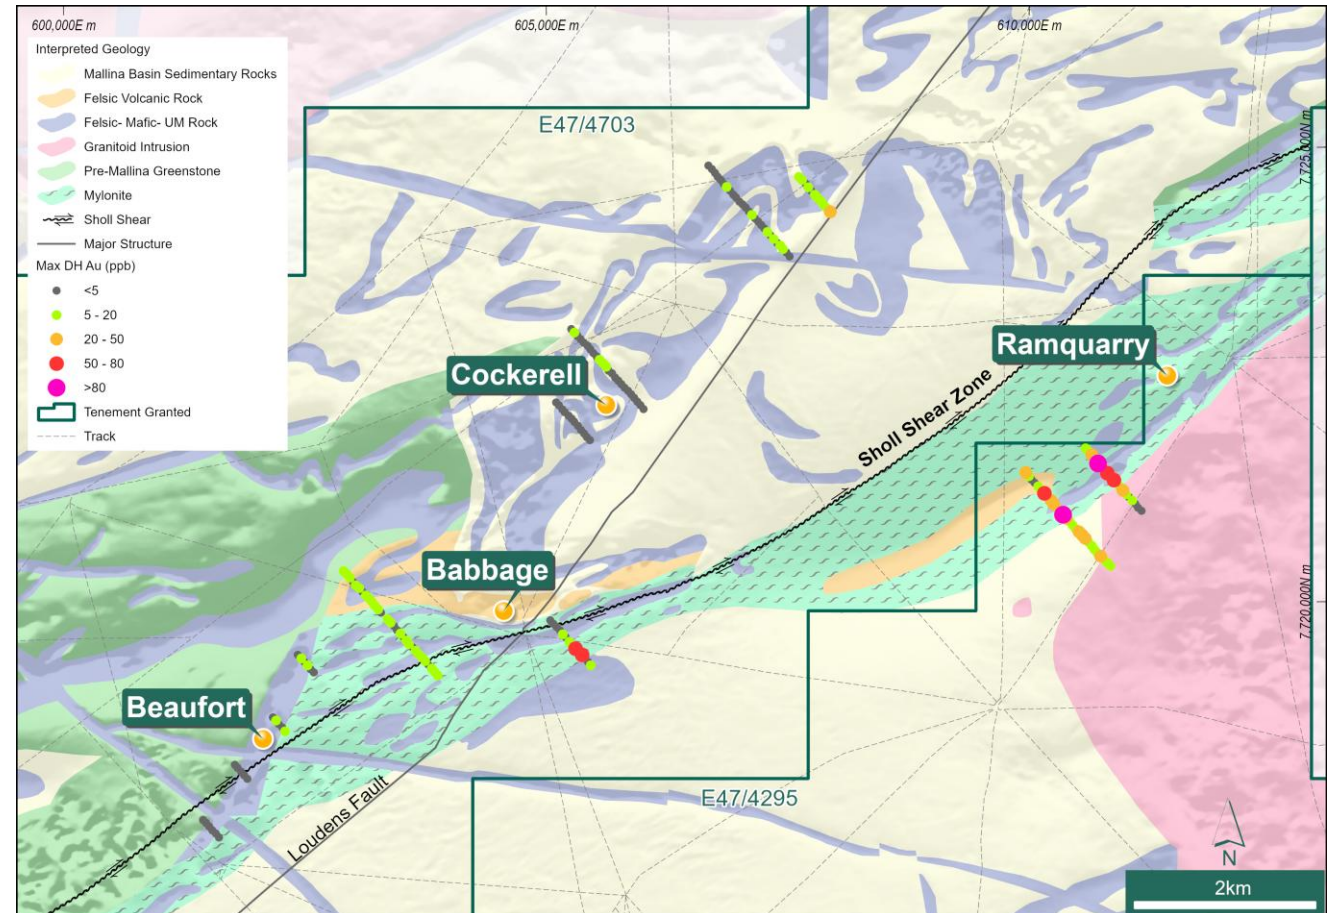 600,000E m
605,000E m
610,000E m
Interpreted Geology
Mallina Basin Sedimentary Rocks
Felsic Volcanic Rock
Felsic- Mafic- UM Rock
Granitoid Intrusion
Pre-Mallina Greenstone
Mylonite
Sholl Shear
Major Structure
Max DH Au (ppb)
<5
5 - 20
20 - 50
50 - 80
>80
Tenement Granted
Track
E47/4703
7,725,000N m
Ramquarry
Cockerell
Sholl Shear Zone
Babbage
7,720,000N m
Beaufort
Loudens Fault
E47/4295
N
2km